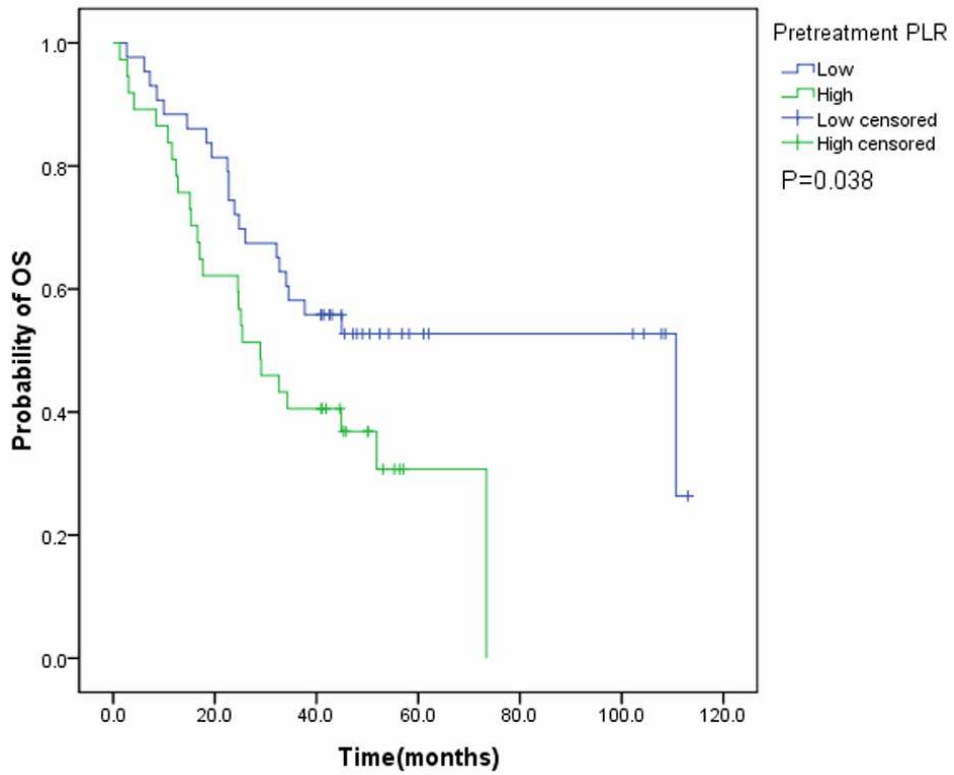 Pretreatment PLR
Low
High
Low censored
High censored
P=0.038
Probability of OS
1.0
0.8
0.6
0.4
0.2
0.0
0.0 20.0 40.0 60.0 80.0 100.0 120.0
Time(months)